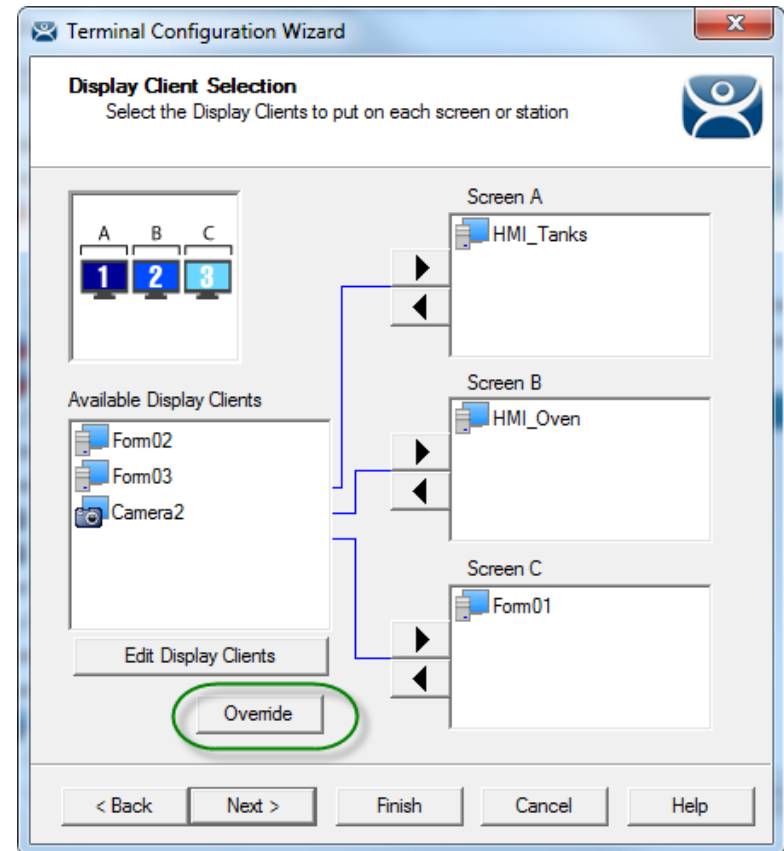 Terminal Configuration Wizard
X
Display Client Selection
Select the Display Clients to put on each screen or station
A B C
1 2 3
Screen A
HMI_Tanks
Available Display Clients
Form02
Form03
Camera2
Screen B
HMI_Oven
Screen C
Form01
Edit Display Clients
Override
< Back Next > Finish Cancel Help